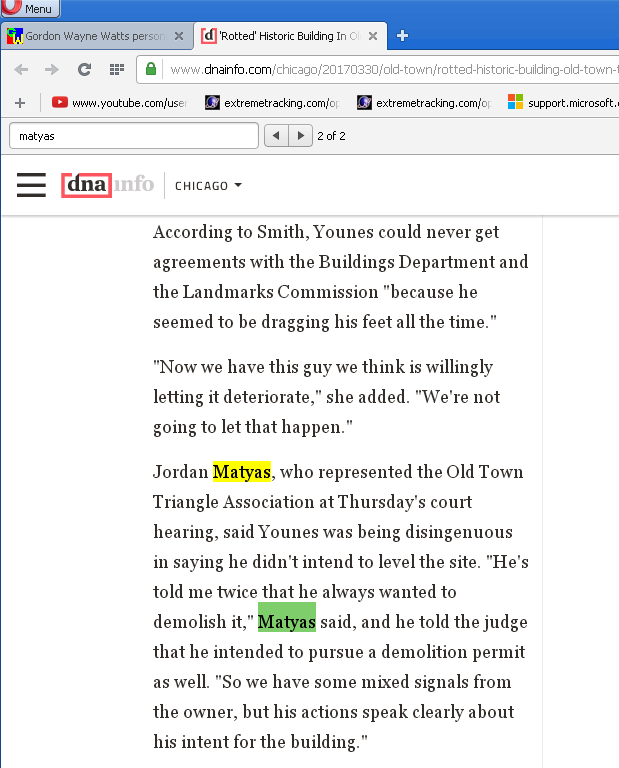 Menu
Gordon Wayne Watts person
'Rotted' Historic Building In Ol
www.dnainfo.com/chicago/20170330/old-town/rotted-historic-building-old-town-t
www.youtube.com/user
extremetracking.com/op
extremetracking.com/op
support.microsoft.c
matyas
2 of 2
dna info
CHICAGO
According to Smith, Younes could never get
agreements with the Buildings Department and
the Landmarks Commission "because he
seemed to be dragging his feet all the time."
"Now we have this guy we think is willingly
letting it deteriorate," she added. "We're not
going to let that happen."
Jordan Matyas, who represented the Old Town
Triangle Association at Thursday's court
hearing, said Younes was being disingenuous
in saying he didn't intend to level the site. "He's
told me twice that he always wanted to
demolish it," Matyas said, and he told the judge
that he intended to pursue a demolition permit
as well. "So we have some mixed signals from
the owner, but his actions speak clearly about
his intent for the building."